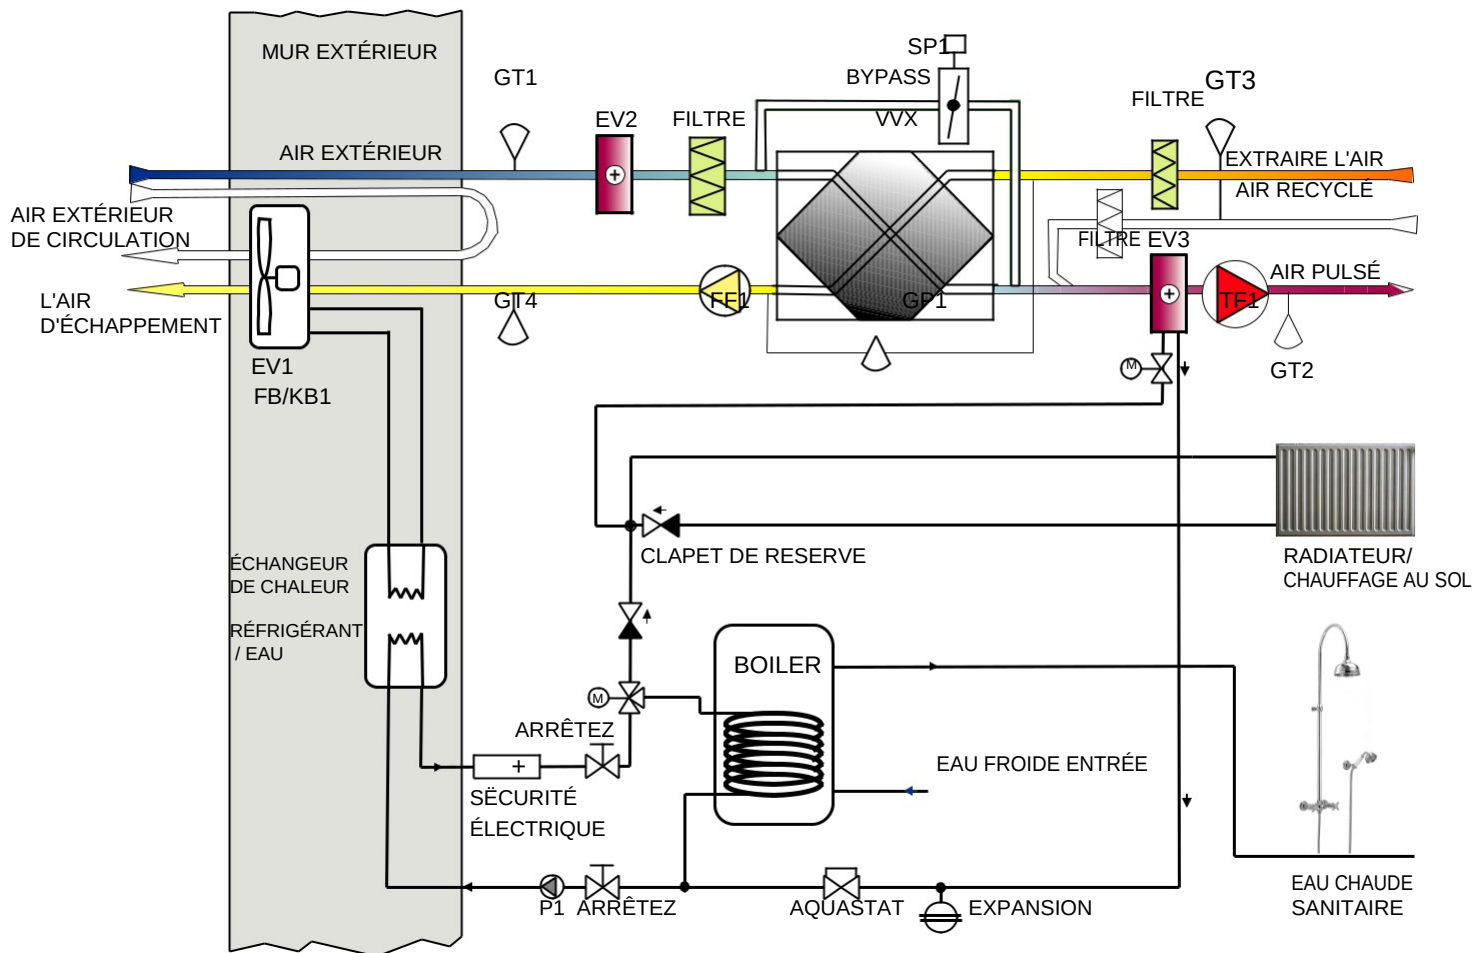 MUR EXTÉRIEUR
SP1
GT1
BYPASS
GT3
FILTRE
EV2
FILTRE
VVX
AIR EXTÉRIEUR
EXTRAIRE L'AIR
AIR RECYCLÉ
AIR EXTÉRIEUR
DE CIRCULATION
FILTRE
EV3
AIR PULSÉ
L'AIR
D'ÉCHAPPEMENT
GT4
FF1
GP1
TF1
EV1
FB/KB1
M
GT2
CLAPET DE RESERVE
RADIATEUR/
CHAUFFAGE AU SOL
ÉCHANGEUR
DE CHALEUR
RÉFRIGÉRANT
/ EAU
BOILER
M
ARRÊTEZ
EAU FROIDE ENTRÉE
SËCURITÉ
ÉLECTRIQUE
P1
ARRÊTEZ
AQUASTAT
EXPANSION
EAU CHAUDE
SANITAIRE